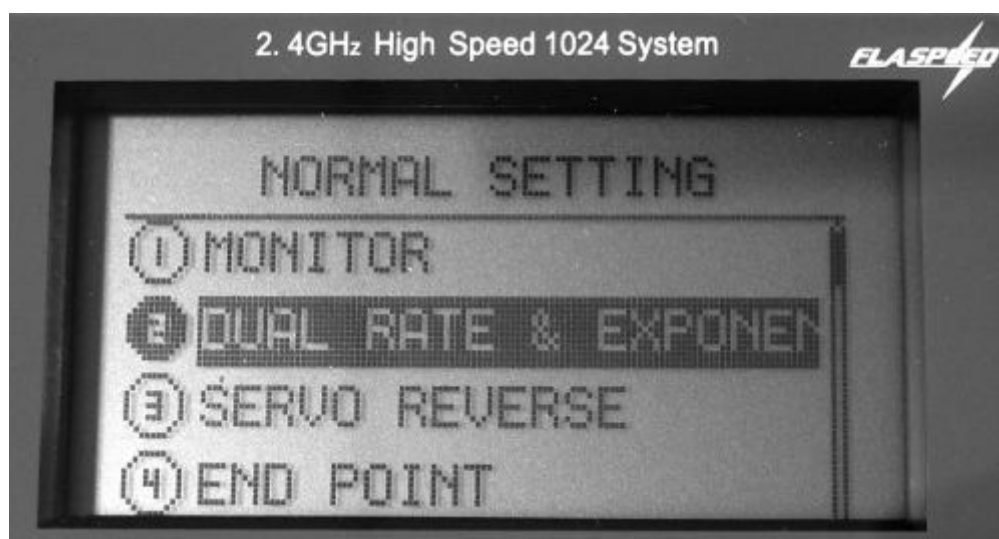 2. 4GHz High Speed 1024 System
FLASPEED
NORMAL SETTING
1 MONITOR
2 DUAL RATE & EXPONEN
3 SERVO REVERSE
4 END POINT